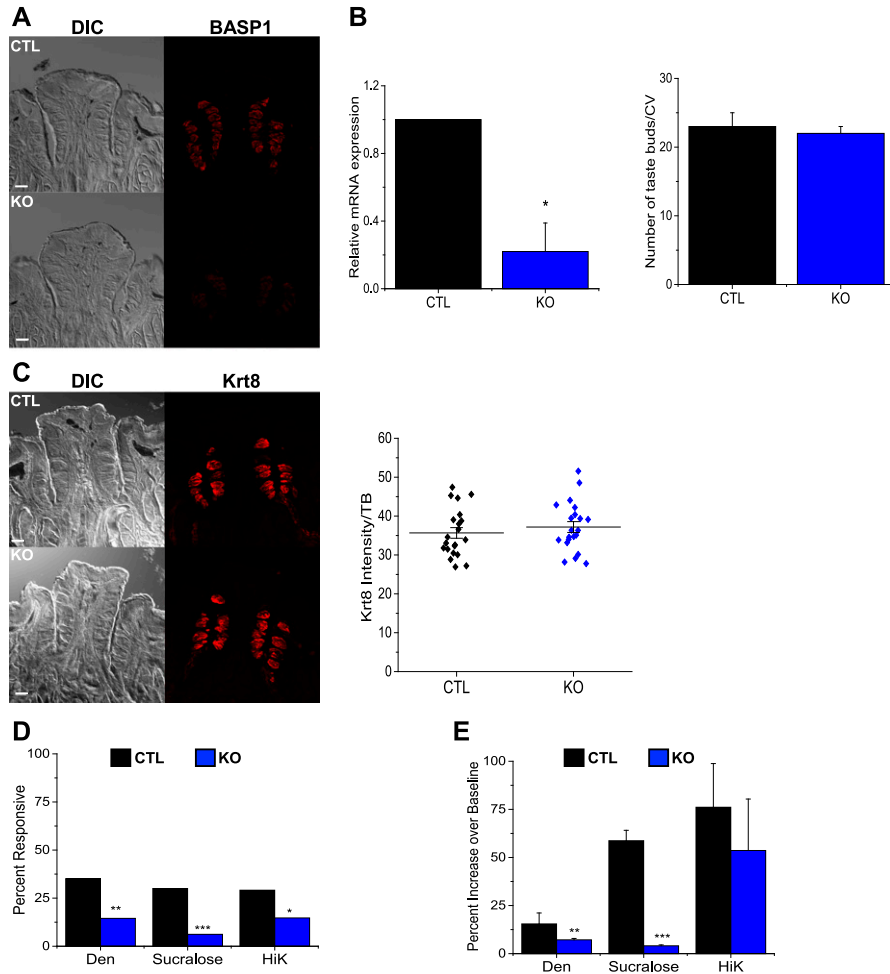 A
DIC
BASP1
CTL
KO
B
Relative mRNA expression
1.2
0.8
0.4
0.0
CTL
KO
*
Number of taste buds/CV
30
20
10
0
CTL
KO
C
DIC
Krt8
CTL
KO
Krt8 Intensity/TB
60
50
40
30
20
10
0
CTL
KO
D
CTL
KO
Percent Responsive
100
75
50
25
0
**
***
*
Den
Sucralose
HiK
E
CTL
KO
Percent Increase over Baseline
100
75
50
25
0
**
***
Den
Sucralose
HiK